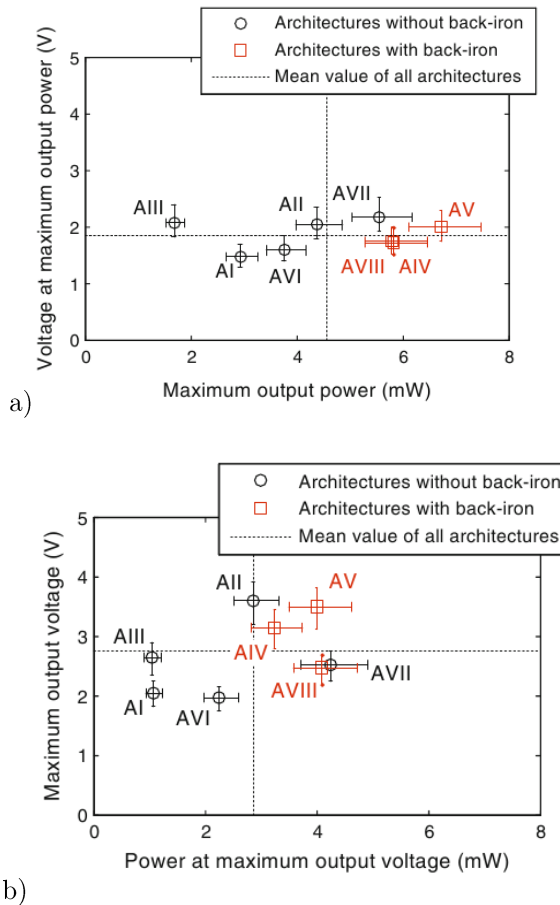 Architectures without back-iron
Architectures with back-iron
Mean value of all architectures
Voltage at maximum output power (V)
5
4
3
2
1
0
AIII
AII
AVII
AV
AI
AVI
AVIII
AIV
0
2
4
6
8
Maximum output power (mW)
a)
Architectures without back-iron
Architectures with back-iron
Mean value of all architectures
Maximum output voltage (V)
5
4
3
2
1
0
AII
AV
AIII
AIV
AVII
AI
AVI
AVIII
0
2
4
6
8
Power at maximum output voltage (mW)
b)